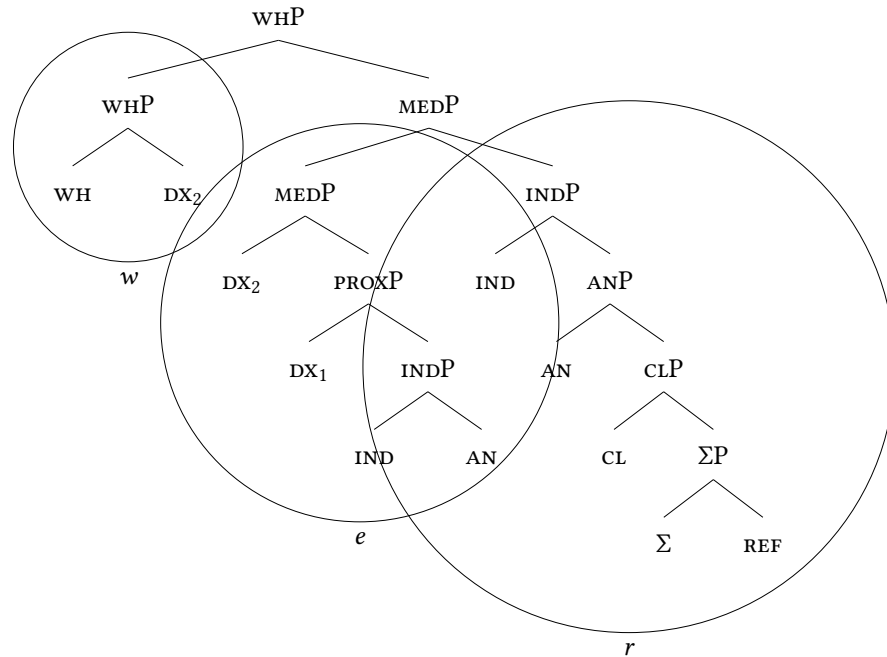 WHP
WHP MEDP
WH DX₂ MEDP INDP
w DX₂ PROXP IND ANP
DX₁ INDP AN CLP
IND AN CL ΣP
e Σ REF
r